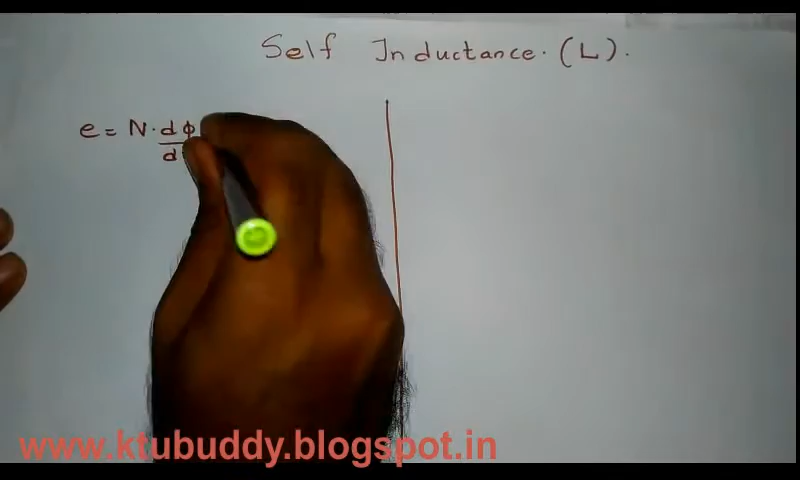 Self Inductance. (L).
e = N. dφ
d
www.ktubuddy.blogspot.in